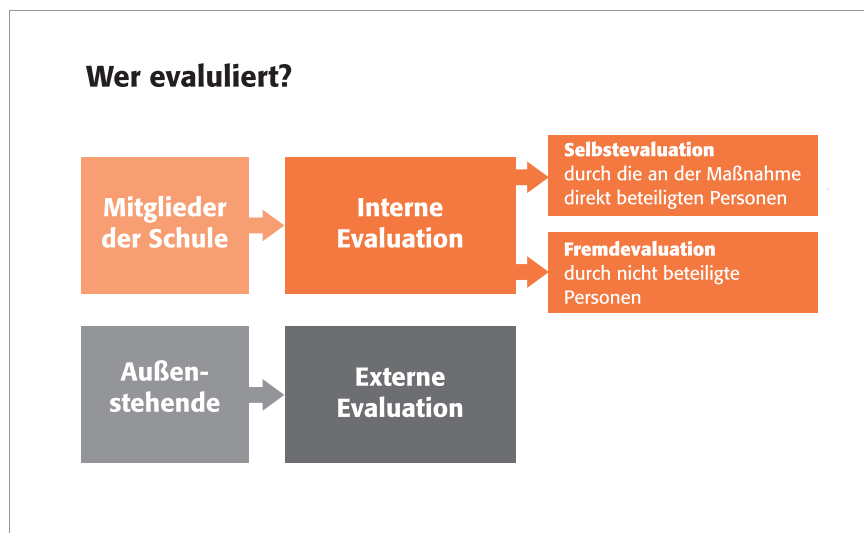 Wer evaluliert?
Mitglieder
der Schule
Interne
Evaluation
Selbstevaluation
durch die an der Maßnahme
direkt beteiligten Personen
Fremdevaluation
durch nicht beteiligte
Personen
Außen-
stehende
Externe
Evaluation